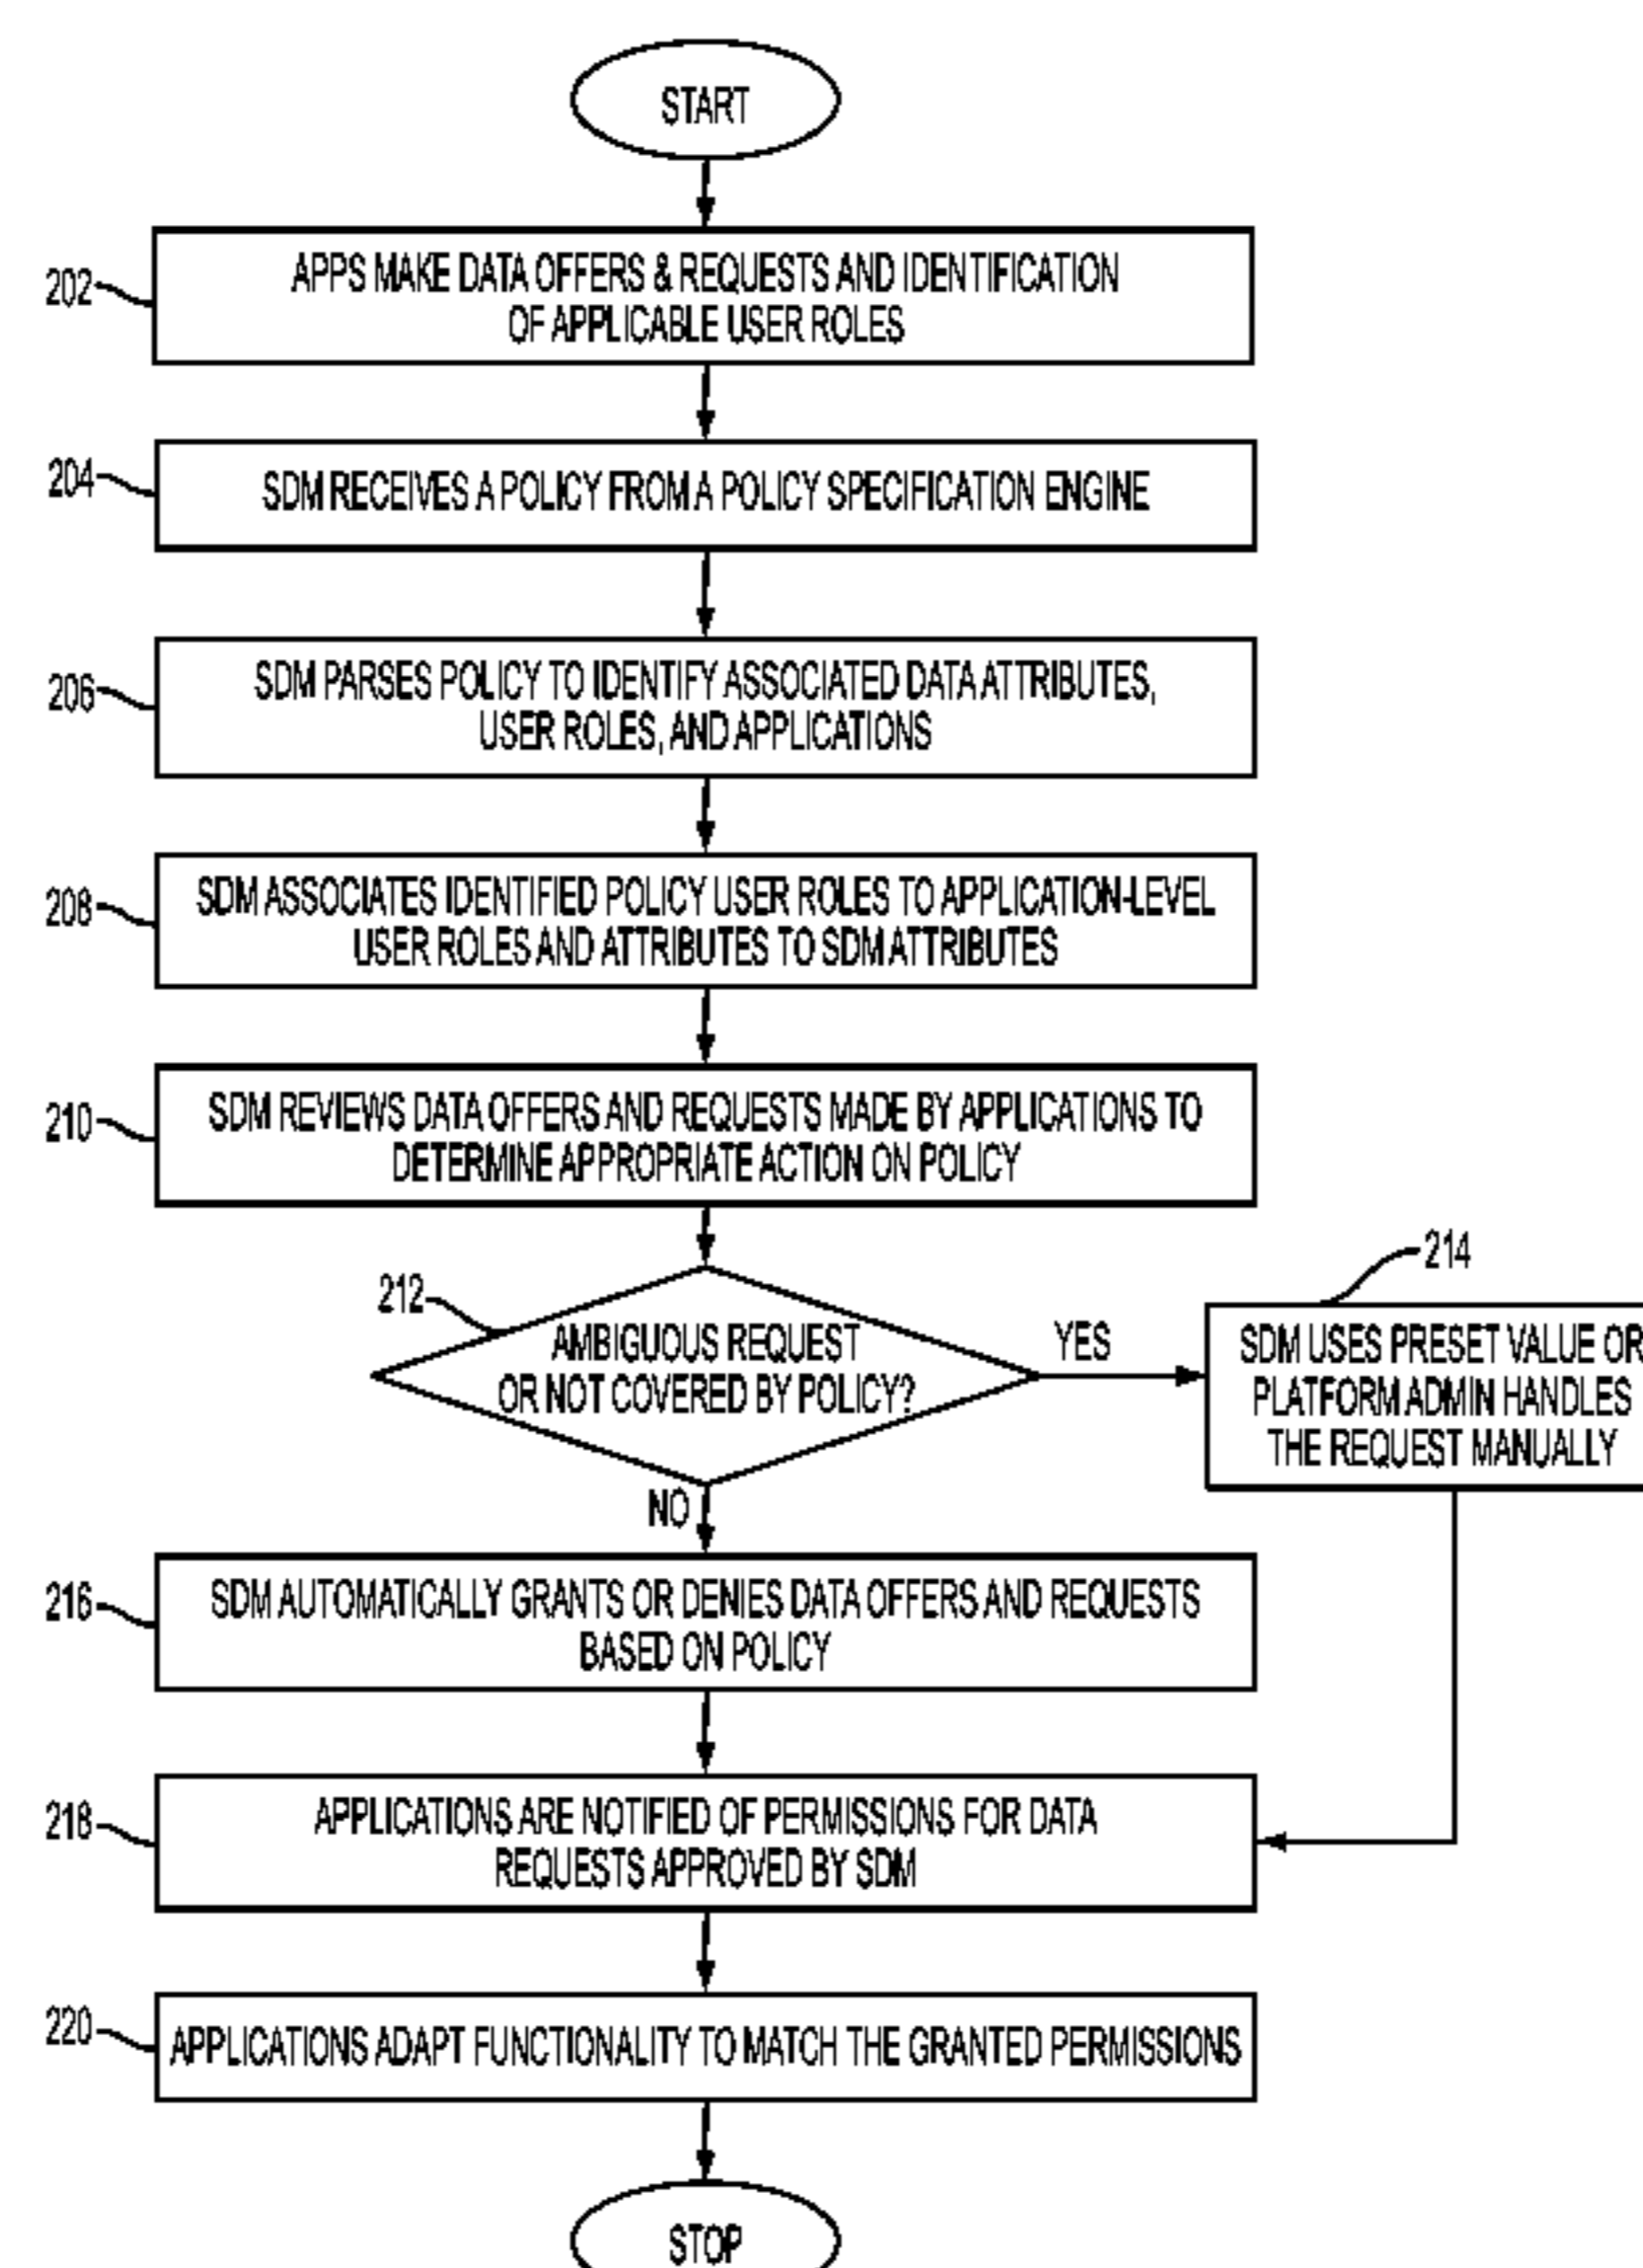 START
202
APPS MAKE DATA OFFERS & REQUESTS AND IDENTIFICATION
OF APPLICABLE USER ROLES
204
SDM RECEIVES A POLICY FROM A POLICY SPECIFICATION ENGINE
206
SDM PARSES POLICY TO IDENTIFY ASSOCIATED DATA ATTRIBUTES,
USER ROLES, AND APPLICATIONS
208
SDM ASSOCIATES IDENTIFIED POLICY USER ROLES TO APPLICATION-LEVEL
USER ROLES AND ATTRIBUTES TO SDM ATTRIBUTES
210
SDM REVIEWS DATA OFFERS AND REQUESTS MADE BY APPLICATIONS TO
DETERMINE APPROPRIATE ACTION ON POLICY
212
AMBIGUOUS REQUEST
OR NOT COVERED BY POLICY?
YES
214
SDM USES PRESET VALUE OR
PLATFORM ADMIN HANDLES
THE REQUEST MANUALLY
NO
216
SDM AUTOMATICALLY GRANTS OR DENIES DATA OFFERS AND REQUESTS
BASED ON POLICY
218
APPLICATIONS ARE NOTIFIED OF PERMISSIONS FOR DATA
REQUESTS APPROVED BY SDM
220
APPLICATIONS ADAPT FUNCTIONALITY TO MATCH THE GRANTED PERMISSIONS
STOP